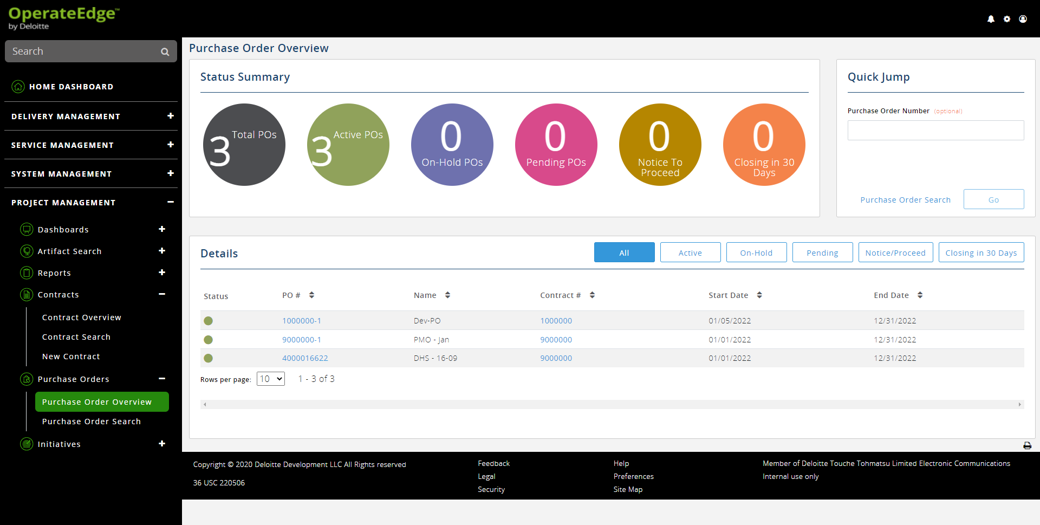 OperateEdge™
by Deloitte
Search
HOME DASHBOARD
DELIVERY MANAGEMENT +
SERVICE MANAGEMENT +
SYSTEM MANAGEMENT +
PROJECT MANAGEMENT −
Dashboards +
Artifact Search +
Reports +
Contracts −
Contract Overview
Contract Search
New Contract
Purchase Orders −
Purchase Order Overview
Purchase Order Search
Initiatives +
Purchase Order Overview
Status Summary
3 Total POs
3 Active POs
0
On-Hold POs
0
Pending POs
0
Notice To
Proceed
0
Closing in 30
Days
Quick Jump
Purchase Order Number (optional)
Purchase Order Search Go
Details All Active On-Hold Pending Notice/Proceed Closing in 30 Days
Status PO # Name Contract # Start Date End Date
1000000-1 Dev-PO 1000000 01/05/2022 12/31/2022
9000000-1 PMO - Jan 9000000 01/01/2022 12/31/2022
4000016622 DHS - 16-09 9000000 01/01/2022 12/31/2022
Rows per page: 10 1 - 3 of 3
Copyright © 2020 Deloitte Development LLC All Rights reserved
36 USC 220506
Feedback
Legal
Security
Help
Preferences
Site Map
Member of Deloitte Touche Tohmatsu Limited Electronic Communications
Internal use only